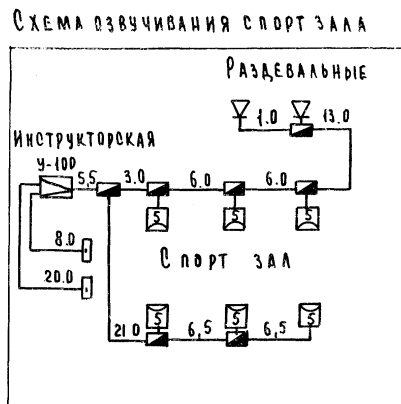 Схема озвучивания спорт зала
Раздевальные
1.0 13.0
Инструкторская
У-100
5,5 3.0 6.0 6.0
5 5 5
8.0
Спорт зал
20.0
5 5 5
21.0 6,5 6,5